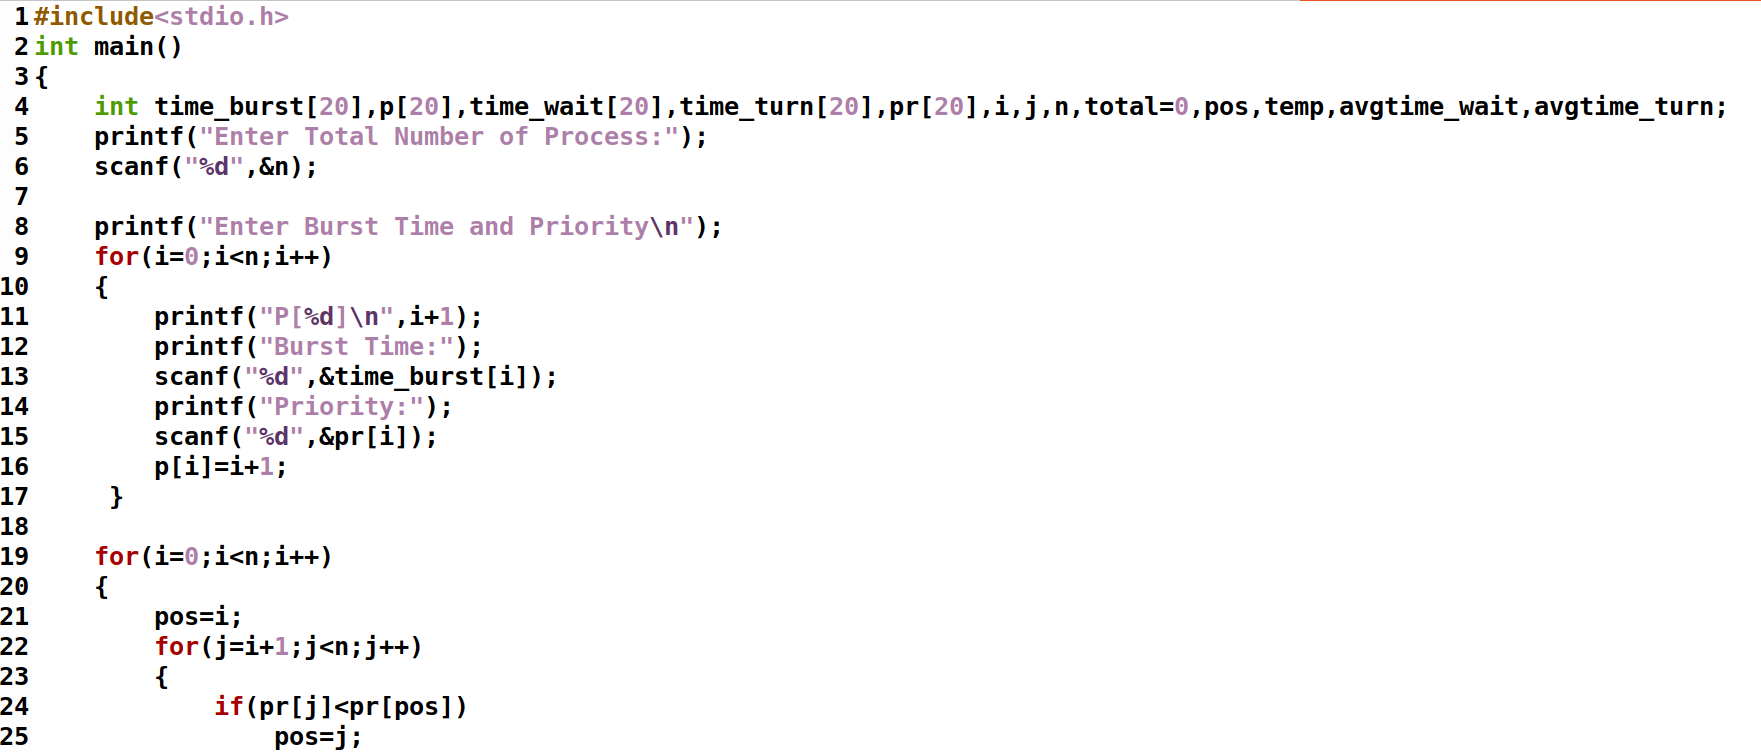 1 #include<stdio.h>
2 int main()
3 {
4     int time_burst[20],p[20],time_wait[20],time_turn[20],pr[20],i,j,n,total=0,pos,temp,avgtime_wait,avgtime_turn;
5     printf("Enter Total Number of Process:");
6     scanf("%d",&n);
7
8     printf("Enter Burst Time and Priority\n");
9     for(i=0;i<n;i++)
10     {
11         printf("P[%d]\n",i+1);
12         printf("Burst Time:");
13         scanf("%d",&time_burst[i]);
14         printf("Priority:");
15         scanf("%d",&pr[i]);
16         p[i]=i+1;
17      }
18
19     for(i=0;i<n;i++)
20     {
21         pos=i;
22         for(j=i+1;j<n;j++)
23         {
24             if(pr[j]<pr[pos])
25                 pos=j;